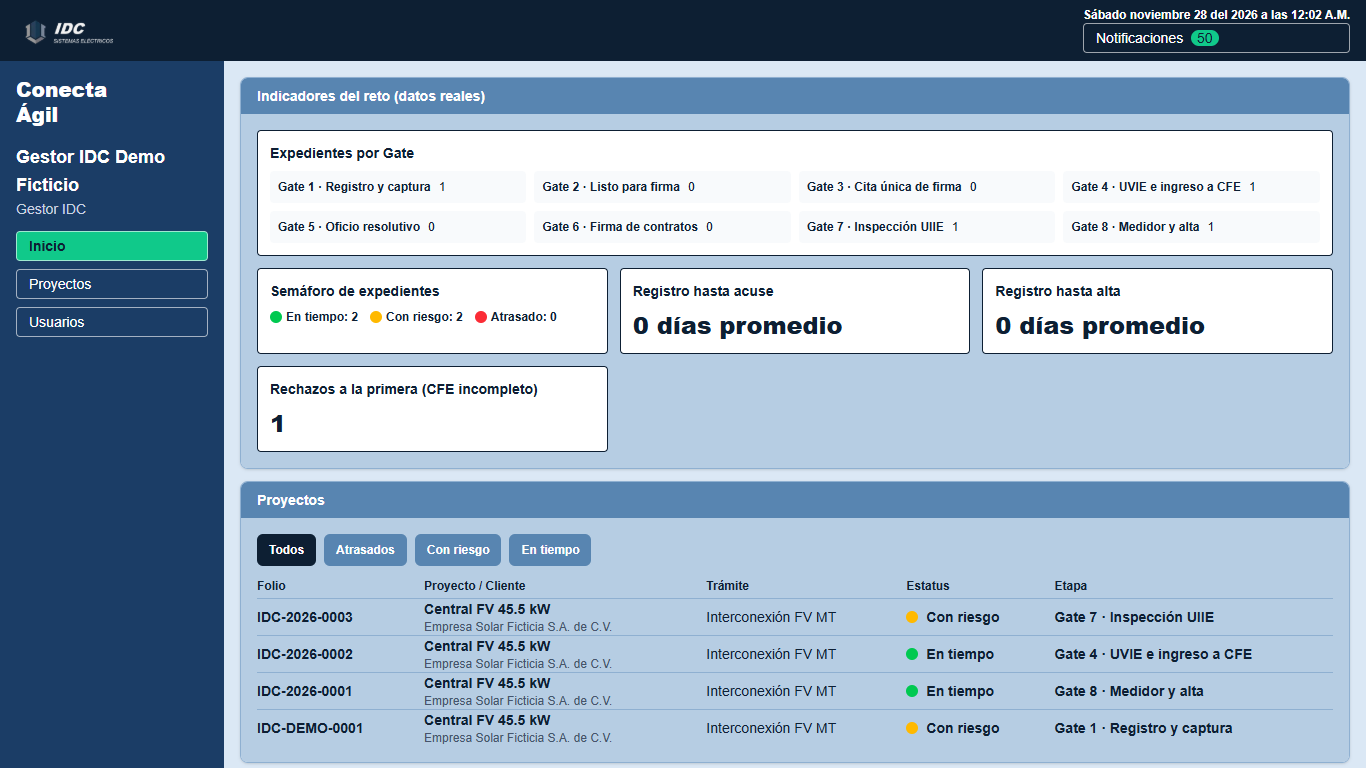 IDC
SISTEMAS ELÉCTRICOS
Sábado noviembre 28 del 2026 a las 12:02 A.M.
Notificaciones 50
Conecta
Ágil
Gestor IDC Demo
Ficticio
Gestor IDC
Inicio
Proyectos
Usuarios
Indicadores del reto (datos reales)
Expedientes por Gate
Gate 1 · Registro y captura 1
Gate 2 · Listo para firma 0
Gate 3 · Cita única de firma 0
Gate 4 · UVIE e ingreso a CFE 1
Gate 5 · Oficio resolutivo 0
Gate 6 · Firma de contratos 0
Gate 7 · Inspección UIIE 1
Gate 8 · Medidor y alta 1
Semáforo de expedientes
En tiempo: 2 Con riesgo: 2 Atrasado: 0
Registro hasta acuse
0 días promedio
Registro hasta alta
0 días promedio
Rechazos a la primera (CFE incompleto)
1
Proyectos
Todos Atrasados Con riesgo En tiempo
Folio Proyecto / Cliente Trámite Estatus Etapa
IDC-2026-0003 Central FV 45.5 kW Interconexión FV MT Con riesgo Gate 7 · Inspección UIIE
Empresa Solar Ficticia S.A. de C.V.
IDC-2026-0002 Central FV 45.5 kW Interconexión FV MT En tiempo Gate 4 · UVIE e ingreso a CFE
Empresa Solar Ficticia S.A. de C.V.
IDC-2026-0001 Central FV 45.5 kW Interconexión FV MT En tiempo Gate 8 · Medidor y alta
Empresa Solar Ficticia S.A. de C.V.
IDC-DEMO-0001 Central FV 45.5 kW Interconexión FV MT Con riesgo Gate 1 · Registro y captura
Empresa Solar Ficticia S.A. de C.V.